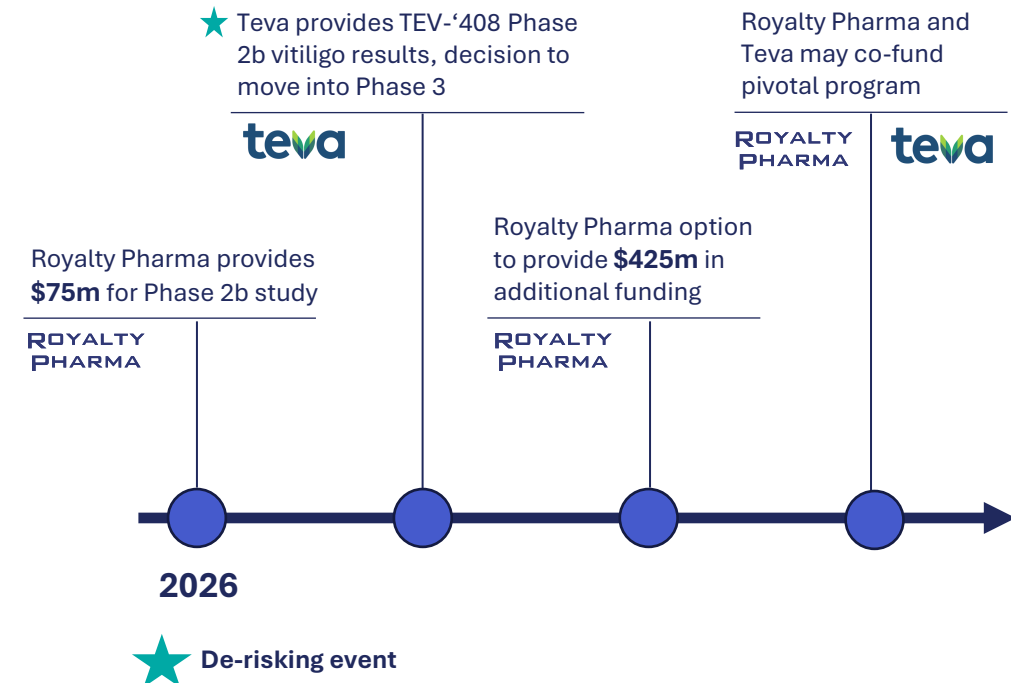 ★ Teva provides TEV-‘408 Phase
2b vitiligo results, decision to
move into Phase 3
teva
Royalty Pharma and
Teva may co-fund
pivotal program
ROYALTY
PHARMA
teva
Royalty Pharma provides
$75m for Phase 2b study
ROYALTY
PHARMA
Royalty Pharma option
to provide $425m in
additional funding
ROYALTY
PHARMA
2026
★ De-risking event